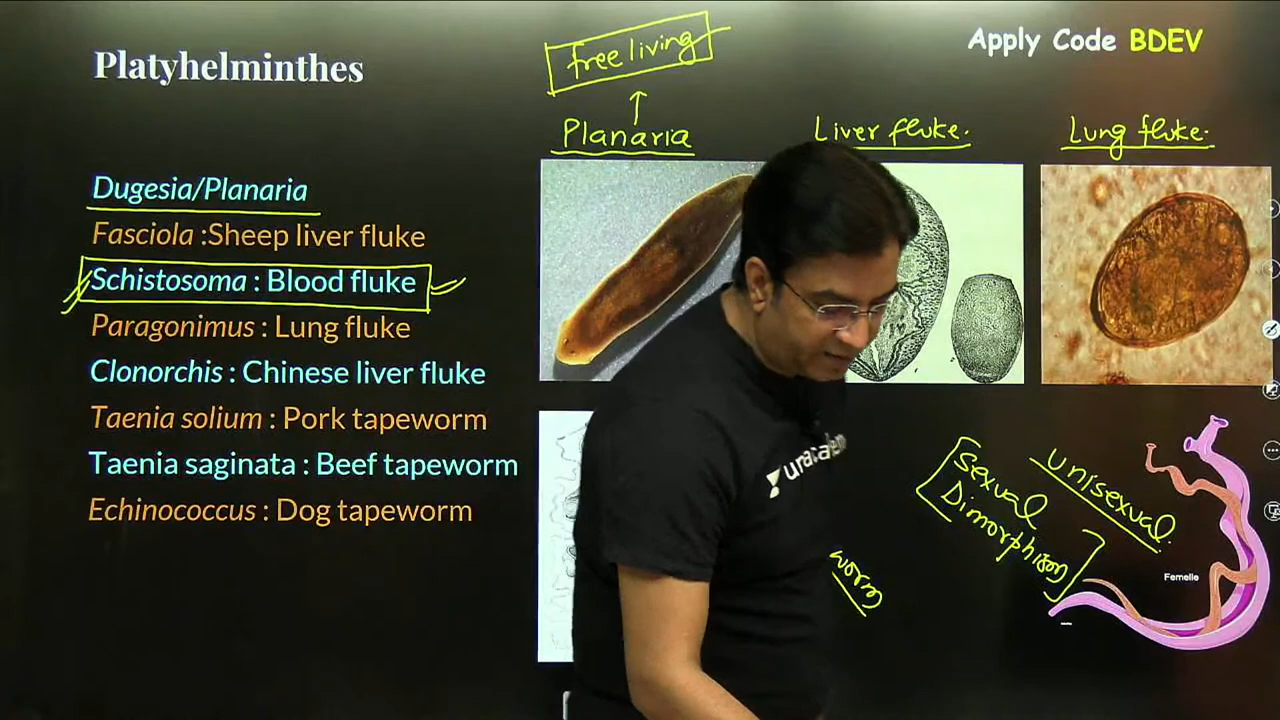 Platyhelminthes
free living
Apply Code BDEV
Planaria
Liver fluke.
Lung fluke.
Dugesia/Planaria
Fasciola :Sheep liver fluke
Schistosoma : Blood fluke
Paragonimus : Lung fluke
Clonorchis : Chinese liver fluke
Taenia solium : Pork tapeworm
Taenia saginata : Beef tapeworm
Echinococcus : Dog tapeworm
unacadem
Sexual
Dimorphism
unisexual.
worm
Femelle